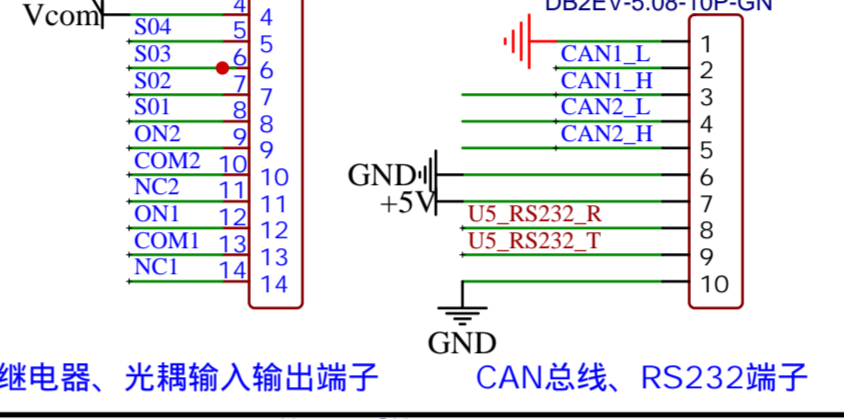 DB2EV-5.08-10P-GN
Vcom 4 4
S04 5 5
S03 6 6
S02 7 7
S01 8 8
ON2 9 9
COM2 10 10
NC2 11 11
ON1 12 12
COM1 13 13
NC1 14 14
1
CAN1_L 2
CAN1_H 3
CAN2_L 4
CAN2_H 5
GND 6
+5V 7
U5_RS232_R 8
U5_RS232_T 9
10
GND
继电器、光耦输入输出端子
CAN总线、RS232端子